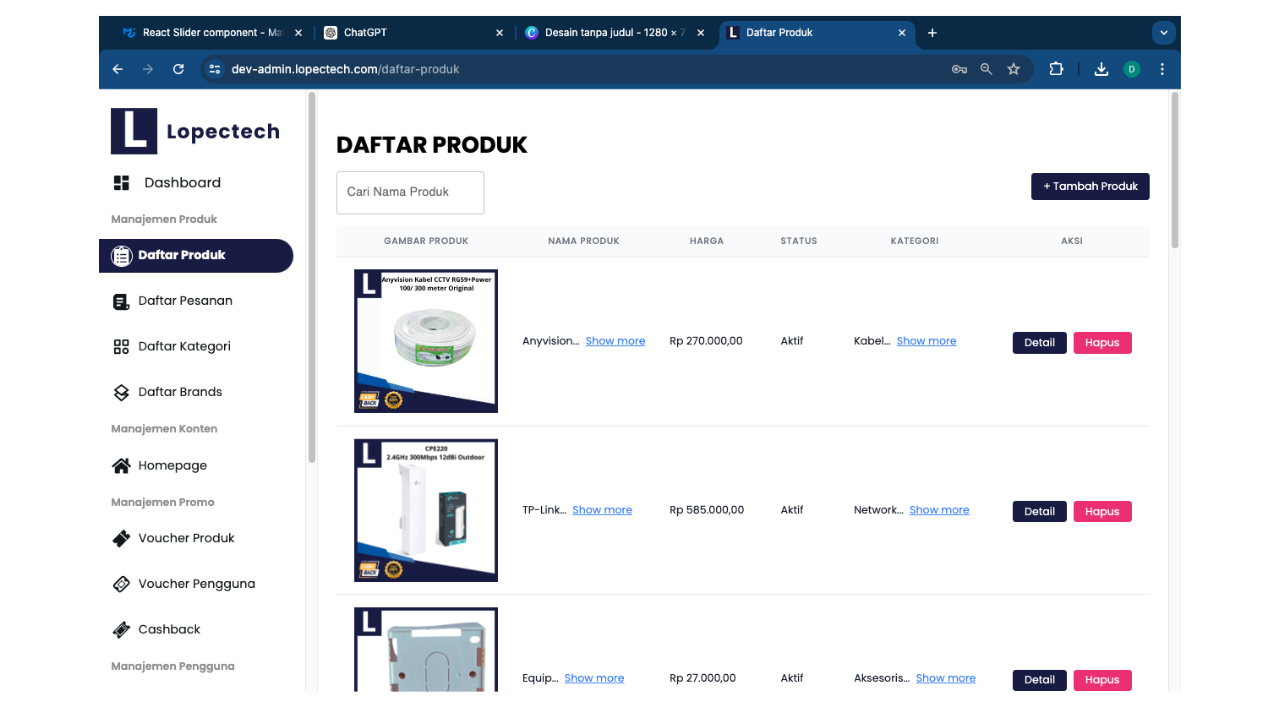 React Slider component - Ma
ChatGPT
Desain tanpa judul - 1280 × 7
L Daftar Produk
dev-admin.lopectech.com/daftar-produk
D
L Lopectech
Dashboard
Manajemen Produk
Daftar Produk
Daftar Pesanan
Daftar Kategori
Daftar Brands
Manajemen Konten
Homepage
Manajemen Promo
Voucher Produk
Voucher Pengguna
Cashback
Manajemen Pengguna
DAFTAR PRODUK
Cari Nama Produk
+ Tambah Produk
GAMBAR PRODUK NAMA PRODUK HARGA STATUS KATEGORI AKSI
L
Anyvision Kabel CCTV RG59+Power
100/ 300 meter Original
Anyvision... Show more Rp 270.000,00 Aktif Kabel... Show more Detail Hapus
L
CPE220
2.4GHz 300Mbps 12dBi Outdoor
TP-Link... Show more Rp 585.000,00 Aktif Network... Show more Detail Hapus
L
Equip... Show more Rp 27.000,00 Aktif Aksesoris... Show more Detail Hapus